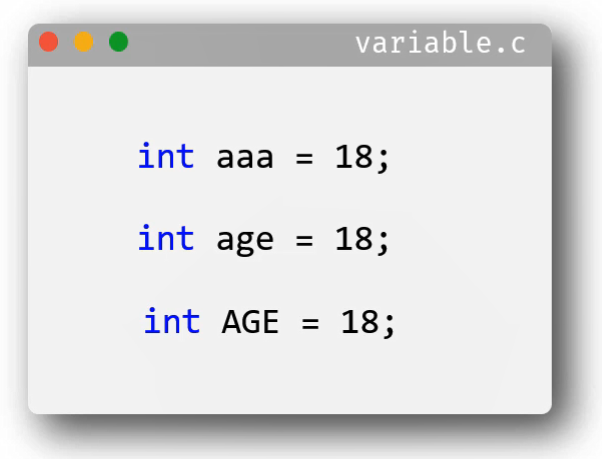 variable.c
int aaa = 18;
int age = 18;
int AGE = 18;